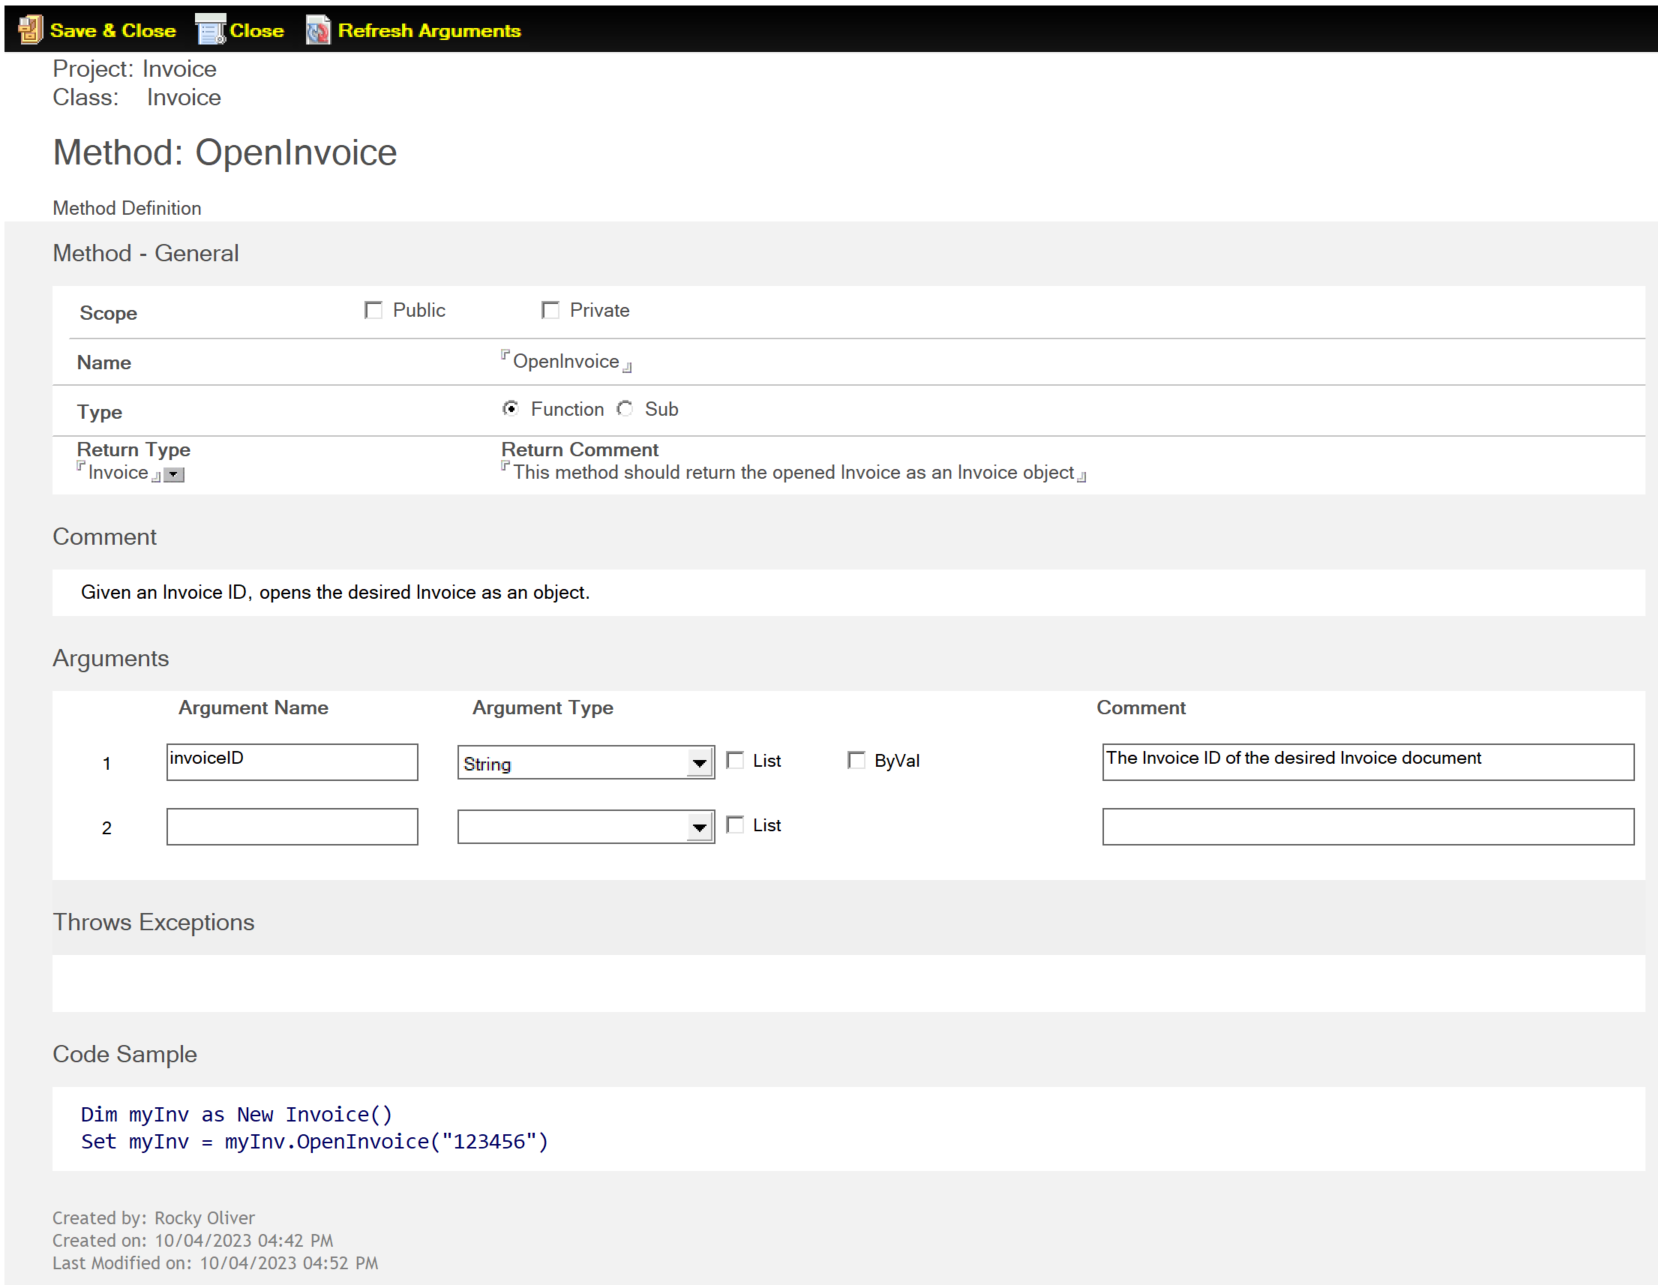 Save & Close Close Refresh Arguments
Project: Invoice
Class: Invoice
Method: OpenInvoice
Method Definition
Method - General
Scope Public Private
Name OpenInvoice
Type Function Sub
Return Type Return Comment
Invoice This method should return the opened Invoice as an Invoice object
Comment
Given an Invoice ID, opens the desired Invoice as an object.
Arguments
Argument Name Argument Type Comment
1 invoiceID String List ByVal The Invoice ID of the desired Invoice document
2 List
Throws Exceptions
Code Sample
Dim myInv as New Invoice()
Set myInv = myInv.OpenInvoice("123456")
Created by: Rocky Oliver
Created on: 10/04/2023 04:42 PM
Last Modified on: 10/04/2023 04:52 PM